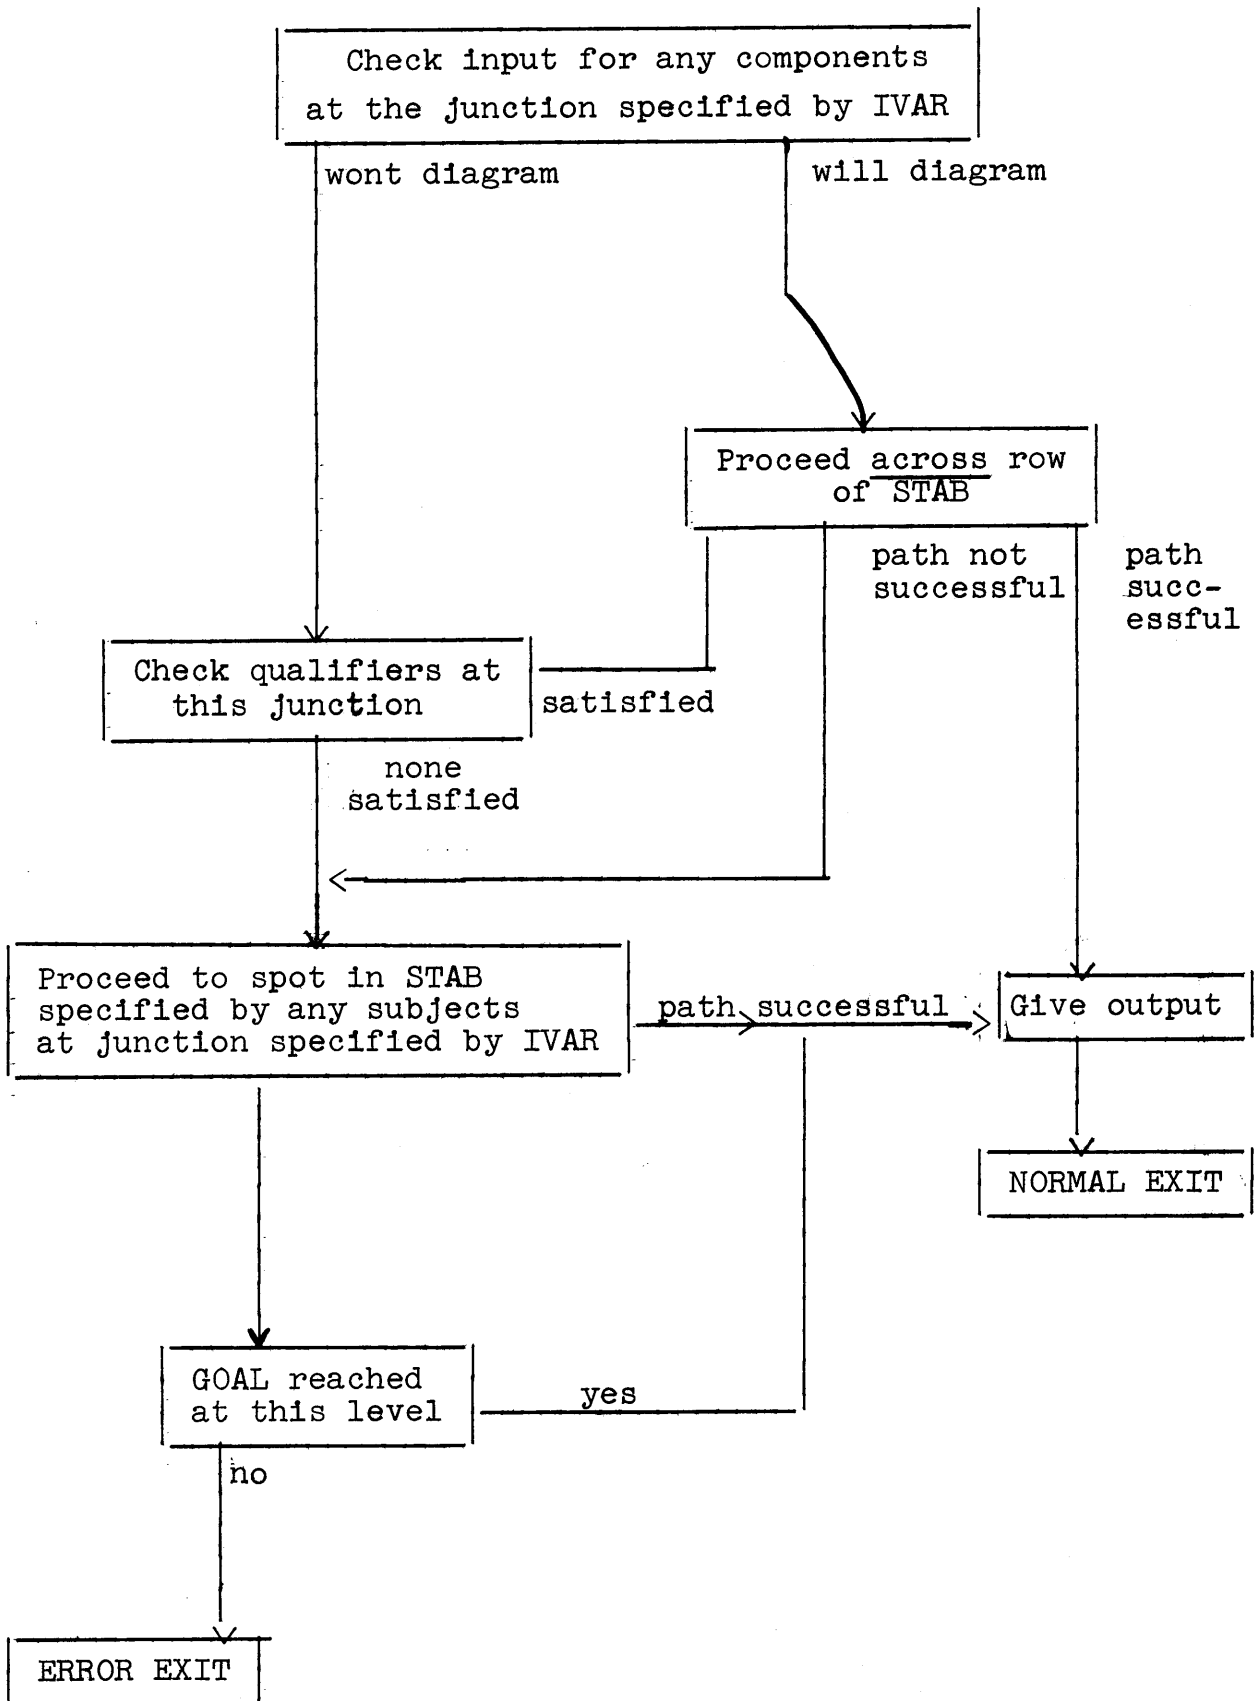 Check input for any components
at the junction specified by IVAR
wont diagram
will diagram
Proceed across row
of STAB
path not
successful
path
succ-
essful
Check qualifiers at
this junction
satisfied
none
satisfied
Proceed to spot in STAB
specified by any subjects
at junction specified by IVAR
path successful
Give output
NORMAL EXIT
GOAL reached
at this level
yes
no
ERROR EXIT